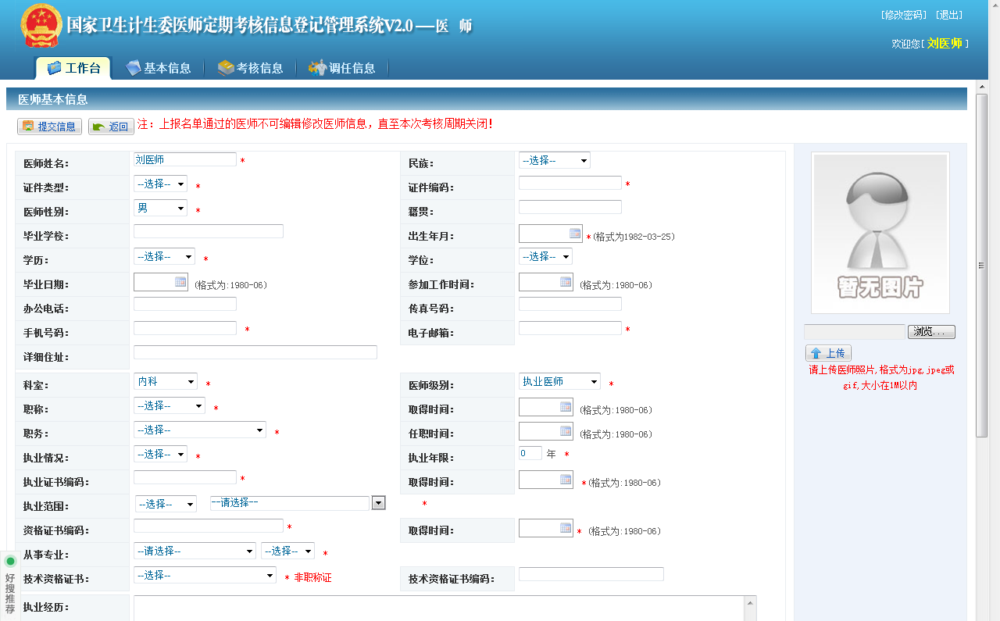 国家卫生计生委医师定期考核信息登记管理系统V2.0—医 师
[修改密码] [退出]
欢迎您[ 刘医师 ]
工作台 基本信息 考核信息 调任信息
医师基本信息
提交信息 返回 注：上报名单通过的医师不可编辑修改医师信息，直至本次考核周期关闭！
医师姓名： 刘医师 * 民族： --选择--
证件类型： --选择-- * 证件编码： *
医师性别： 男 * 籍贯：
毕业学校： 出生年月： *(格式为1982-03-25)
学历： --选择-- * 学位： --选择--
毕业日期： (格式为:1980-06) 参加工作时间： (格式为:1980-06)
办公电话： 传真号码：
手机号码： * 电子邮箱： *
详细住址：
科室： 内科 * 医师级别： 执业医师 *
职称： --选择-- * 取得时间： (格式为:1980-06)
职务： --选择-- * 任职时间： (格式为:1980-06)
执业情况： --选择-- * 执业年限： 0 年 *
执业证书编码： * 取得时间： *(格式为:1980-06)
执业范围： --选择-- --请选择-- *
资格证书编码： * 取得时间： * (格式为:1980-06)
从事专业： --请选择-- --选择-- *
技术资格证书： --选择-- * 非职称证 技术资格证书编码：
执业经历：
暂无图片
浏览...
上传
请上传医师照片,格式为jpg,jpeg或
gif,大小在1M以内
好搜推荐